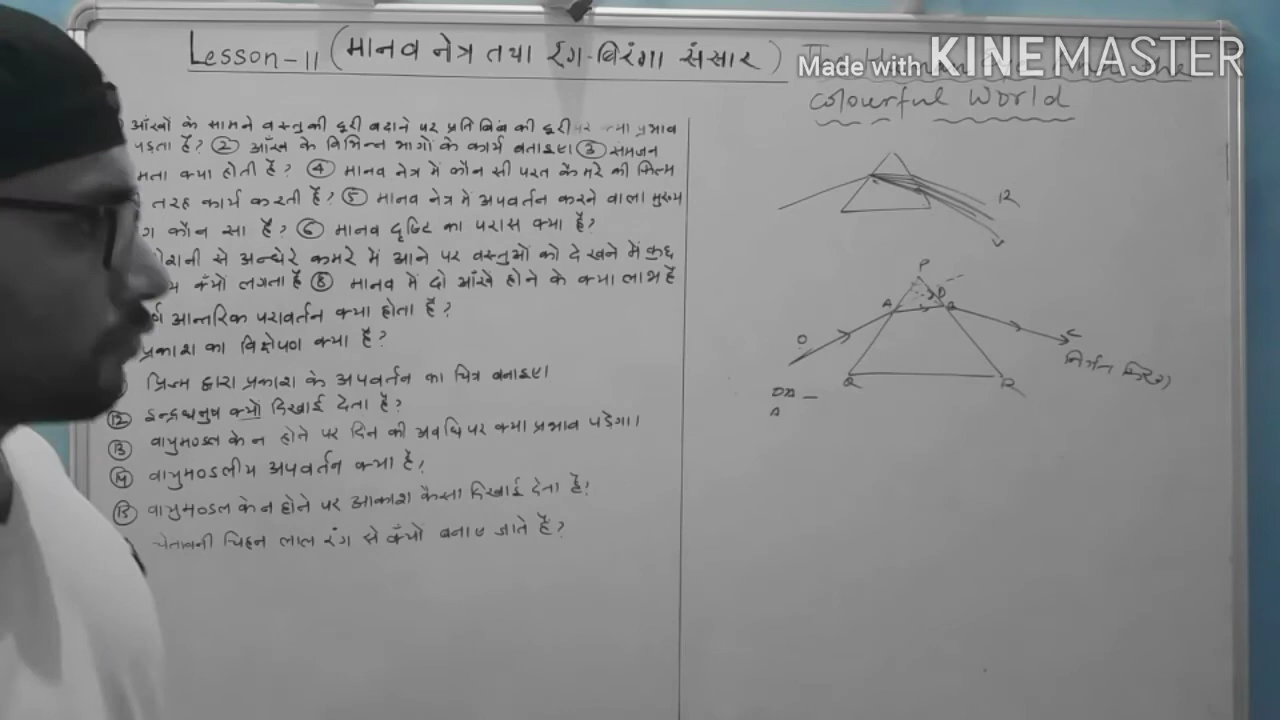 Lesson-11 (मानव नेत्र तथा रंग-बिरंगा संसार)
Made with KINEMASTER
colourful World
आँखों के सामने वस्तु की दूरी बढाने पर प्रतिबिंब की दूरी पर क्या प्रभाव
पड़ता है? ② आँख के विभिन्न भागों के कार्य बताइए। ③ समजन
मता क्या होती है? ④ मानव नेत्र में कौन सी परत कैमरे की फिल्म
तरह कार्य करती है? ⑤ मानव नेत्र में अपवर्तन करने वाला मुख्य
ग कौन सा है? ⑥ मानव दृष्टि का परास क्या है?
ोशनी से अन्धेरे कमरे में आने पर वस्तुओं को देखने में कुछ
य क्यों लगता है ⑧ मानव में दो आँखे होने के क्या लाभ है
र्ण आन्तरिक परावर्तन क्या होता है?
प्रकाश का विक्षेपण क्या है?
प्रिज्म द्वारा प्रकाश के अपवर्तन का चित्र बनाइए।
⑫ इन्द्रधनुष क्यों दिखाई देता है?
⑬ वायुमण्डल के न होने पर दिन की अवधि पर क्या प्रभाव पड़ेगा।
⑭ वायुमण्डलीय अपवर्तन क्या है?
⑮ वायुमण्डल के न होने पर आकाश कैसा दिखाई देता है?
चेतावनी चिहन लाल रंग से क्यों बनाए जाते है?
R
V
P
D
A
O
C
निर्गत किरण
Q
R